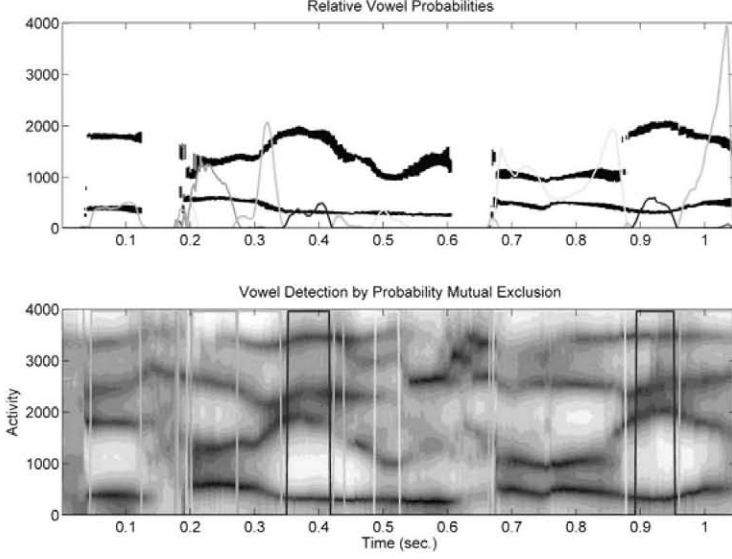 Relative Vowel Probabilities
4000
3000
2000
1000
0
0.1 0.2 0.3 0.4 0.5 0.6 0.7 0.8 0.9 1
Vowel Detection by Probability Mutual Exclusion
4000
3000
2000
1000
0
Activity
0.1 0.2 0.3 0.4 0.5 0.6 0.7 0.8 0.9 1
Time (sec.)